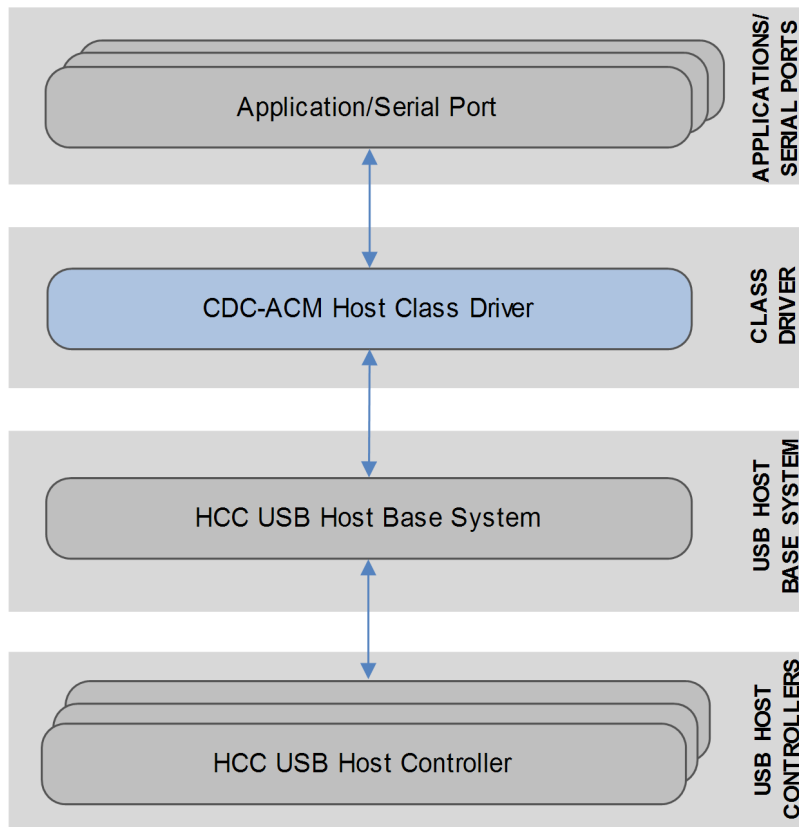 Application/Serial Port
APPLICATIONS/
SERIAL PORTS
CDC-ACM Host Class Driver
CLASS
DRIVER
HCC USB Host Base System
USB HOST
BASE SYSTEM
HCC USB Host Controller
USB HOST
CONTROLLERS